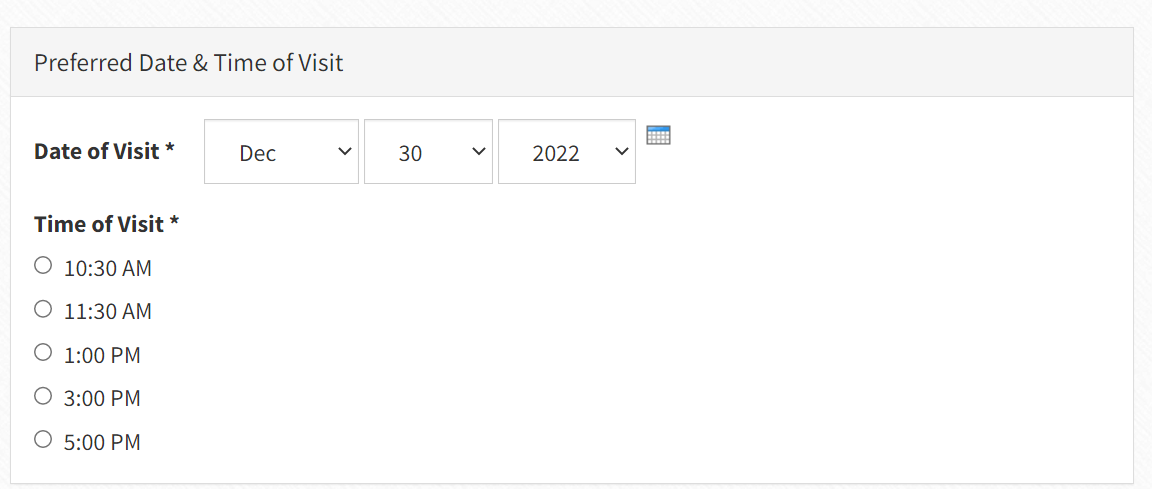 Preferred Date & Time of Visit
Date of Visit * Dec 30 2022
Time of Visit *
10:30 AM
11:30 AM
1:00 PM
3:00 PM
5:00 PM